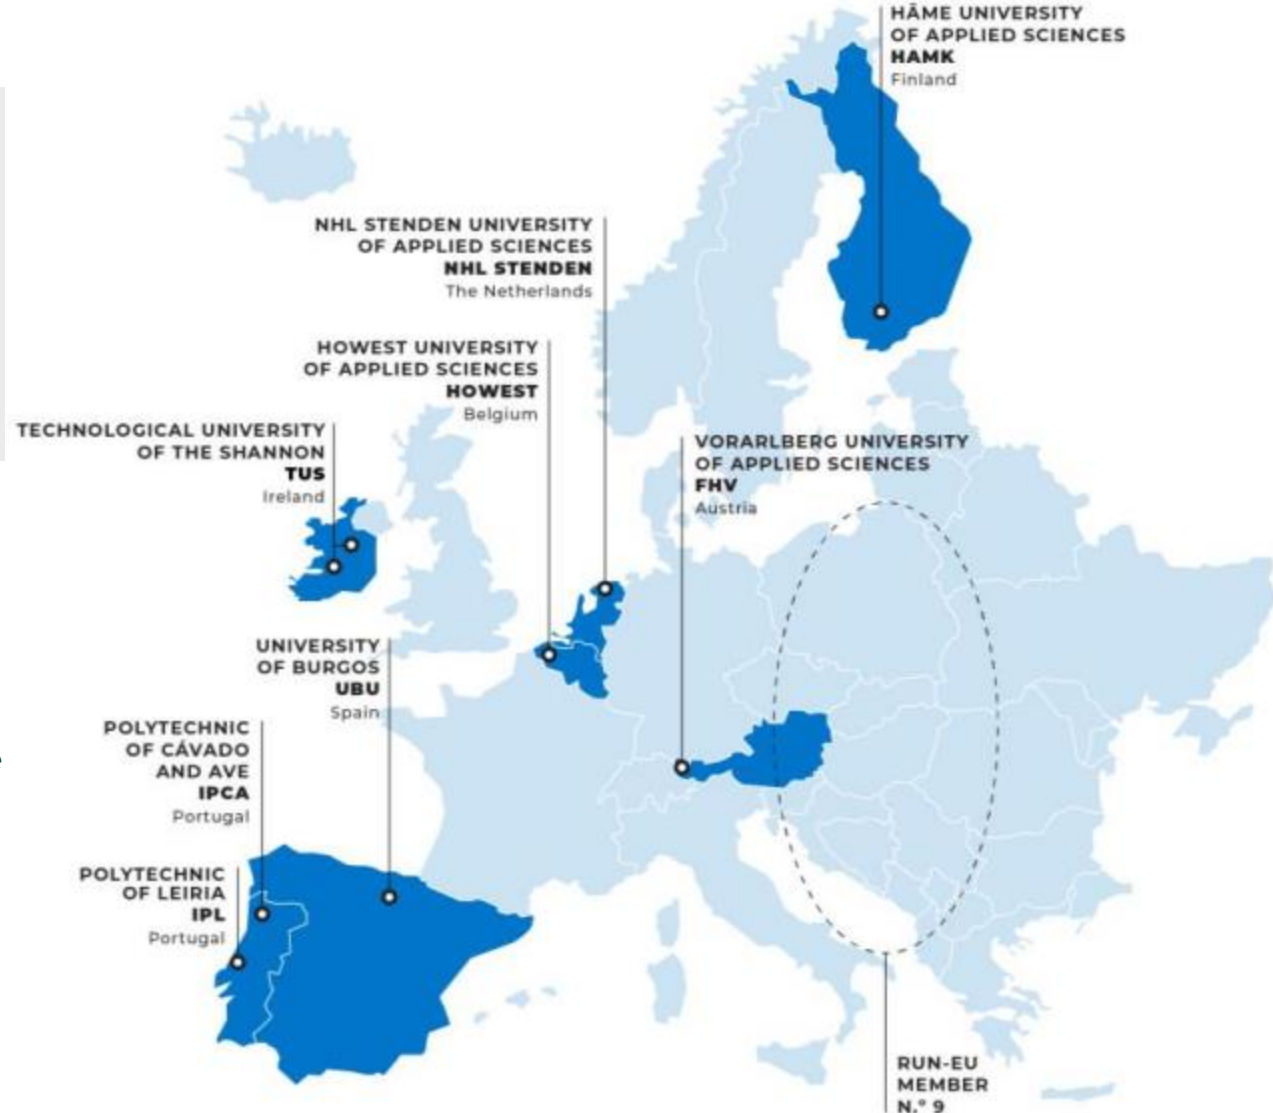 HÄME UNIVERSITY
OF APPLIED SCIENCES
HAMK
Finland
NHL STENDEN UNIVERSITY
OF APPLIED SCIENCES
NHL STENDEN
The Netherlands
HOWEST UNIVERSITY
OF APPLIED SCIENCES
HOWEST
Belgium
TECHNOLOGICAL UNIVERSITY
OF THE SHANNON
TUS
Ireland
VORARLBERG UNIVERSITY
OF APPLIED SCIENCES
FHV
Austria
UNIVERSITY
OF BURGOS
UBU
Spain
POLYTECHNIC
OF CÁVADO
AND AVE
IPCA
Portugal
POLYTECHNIC
OF LEIRIA
IPL
Portugal
RUN-EU
MEMBER
N.º 9